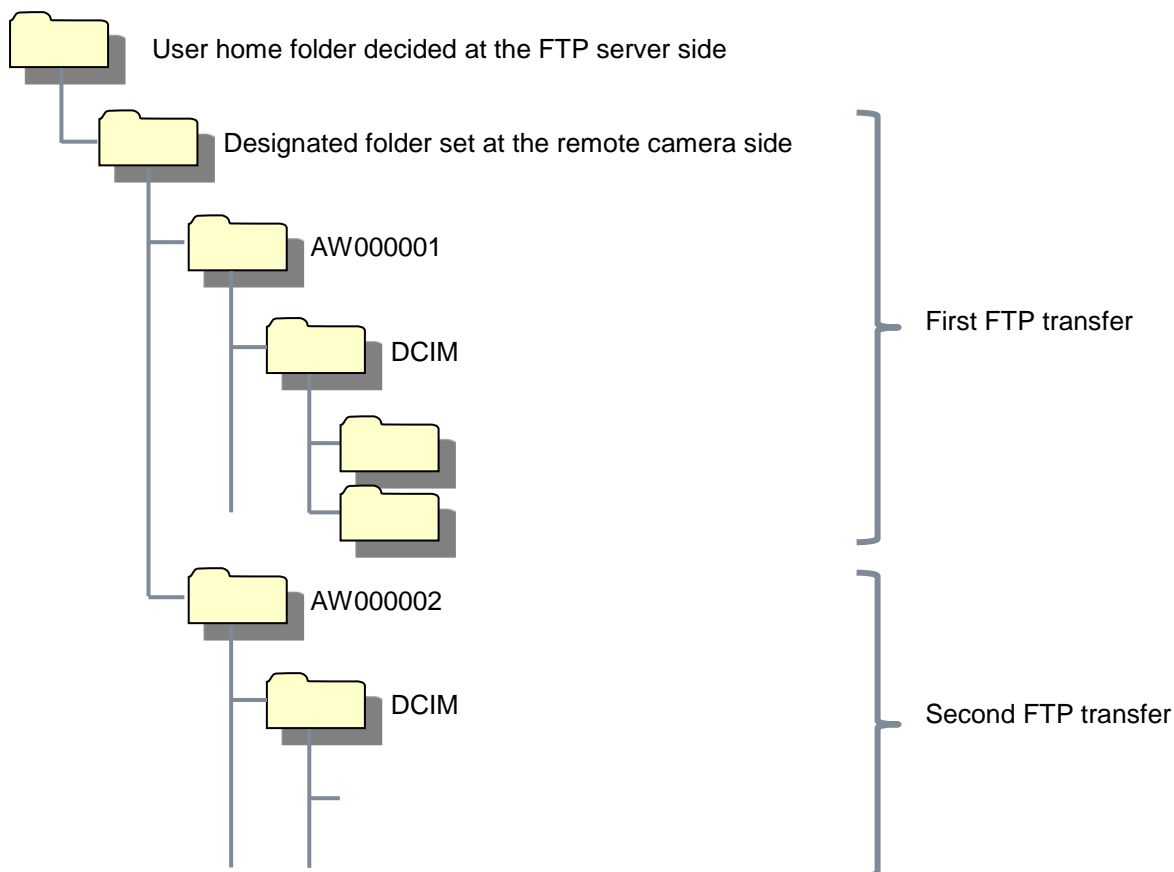 User home folder decided at the FTP server side
Designated folder set at the remote camera side
AW000001
First FTP transfer
DCIM
AW000002
DCIM
Second FTP transfer